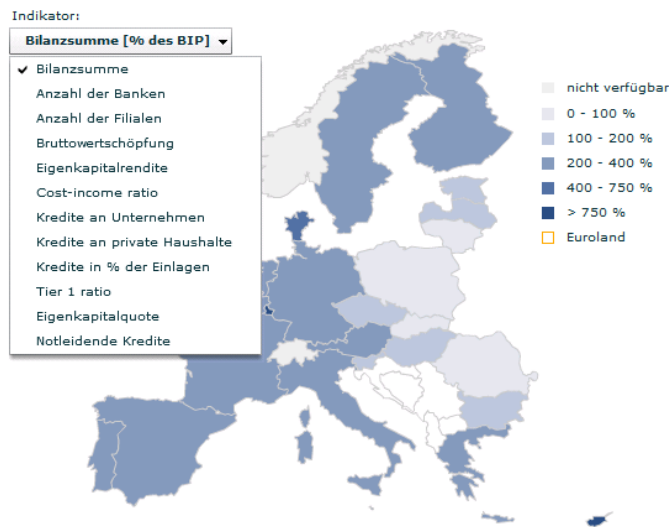 Indikator:
Bilanzsumme [% des BIP]
Bilanzsumme
Anzahl der Banken
Anzahl der Filialen
Bruttowertschöpfung
Eigenkapitalrendite
Cost-income ratio
Kredite an Unternehmen
Kredite an private Haushalte
Kredite in % der Einlagen
Tier 1 ratio
Eigenkapitalquote
Notleidende Kredite
nicht verfügbar
0 - 100 %
100 - 200 %
200 - 400 %
400 - 750 %
> 750 %
Euroland